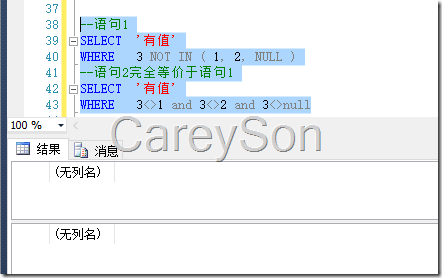 37
38 --语句1
39 SELECT '有值'
40 WHERE 3 NOT IN ( 1, 2, NULL )
41 --语句2完全等价于语句1
42 SELECT '有值'
43 WHERE 3<>1 and 3<>2 and 3<>null
100 %
CareySon
结果 消息
(无列名)
(无列名)